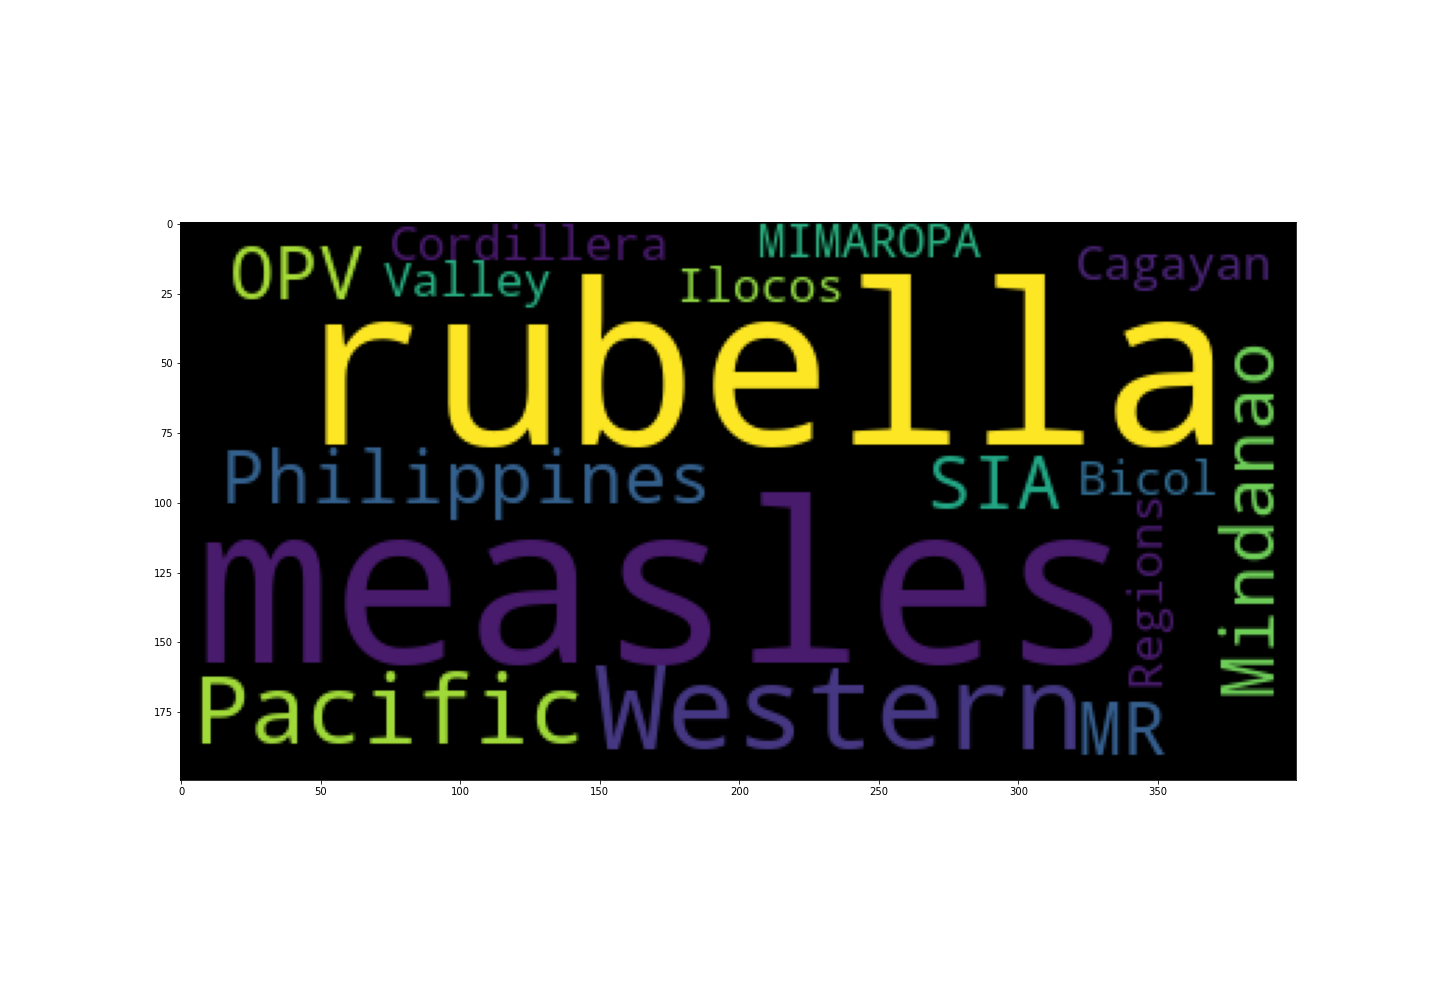 Cordillera
MIMAROPA
OPV
Valley
Ilocos
Cagayan
rubella
Mindanao
Philippines
SIA
Bicol
measles
Regions
Pacific
Western
MR
0
25
50
75
100
125
150
175
0
50
100
150
200
250
300
350